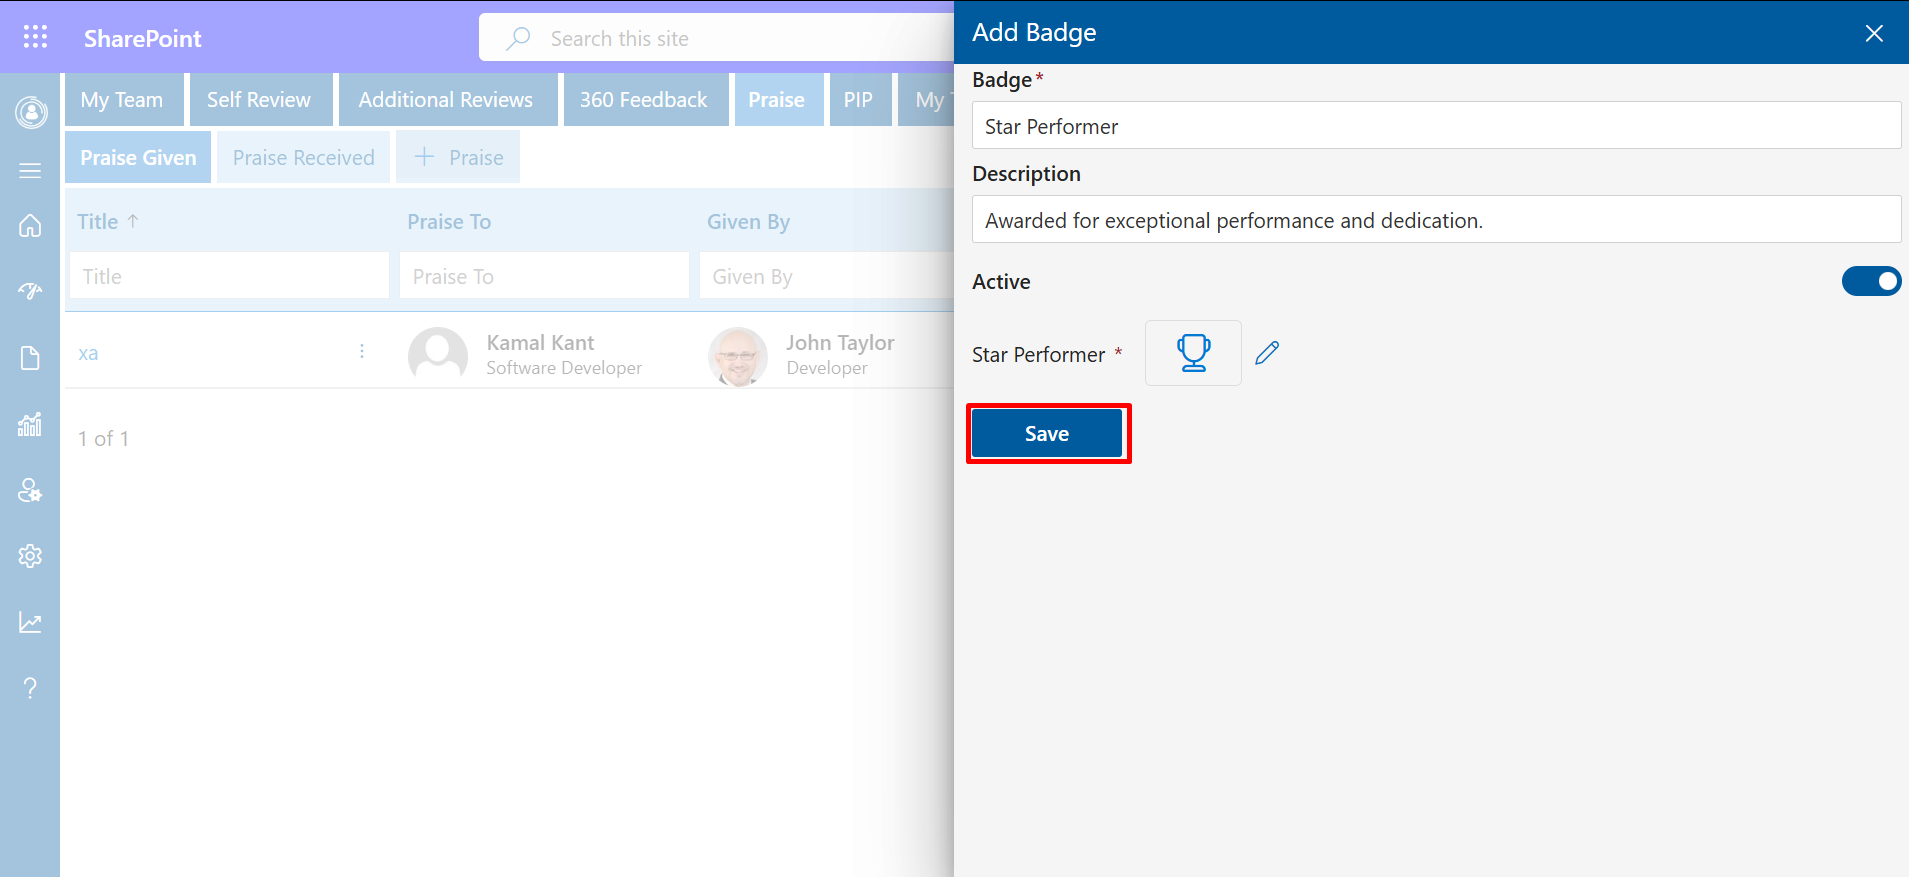 SharePoint
Search this site
My Team
Self Review
Additional Reviews
360 Feedback
Praise
PIP
My
Praise Given
Praise Received
Praise
Title
Praise To
Given By
Title
Praise To
Given By
xa
Kamal Kant
Software Developer
John Taylor
Developer
1 of 1
Add Badge
Badge*
Star Performer
Description
Awarded for exceptional performance and dedication.
Active
Star Performer *
Save